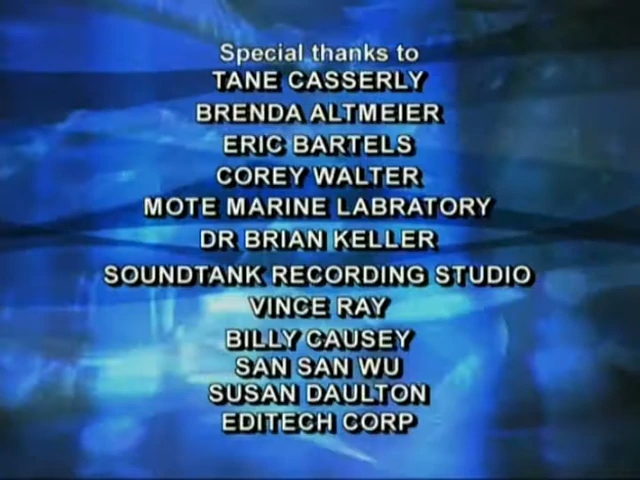 Special thanks to
TANE CASSERLY
BRENDA ALTMEIER
ERIC BARTELS
COREY WALTER
MOTE MARINE LABRATORY
DR BRIAN KELLER
SOUNDTANK RECORDING STUDIO
VINCE RAY
BILLY CAUSEY
SAN SAN WU
SUSAN DAULTON
EDITECH CORP